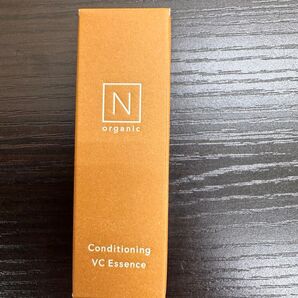 N
organic
Conditioning
VC Essence